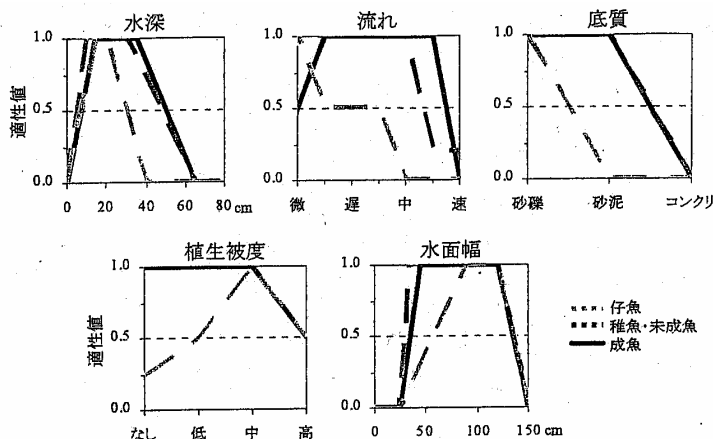 水深
流れ
底質
適性値
1.0
0.5
0.0
0 20 40 60 80 cm
1.0
0.5
0.0
微 遅 中 速
1.0
0.5
0.0
砂礫 砂泥 コンクリ
植生被度
水面幅
適性値
1.0
0.5
0.0
なし 低 中 高
1.0
0.5
0.0
0 50 100 150 cm
仔魚
稚魚・未成魚
成魚